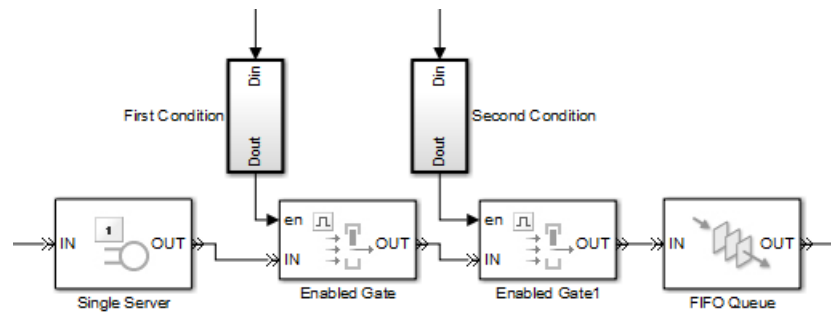 Din
Din
First Condition
Second Condition
Dout
Dout
IN
1
OUT
en
IN
OUT
en
IN
OUT
IN
OUT
Single Server
Enabled Gate
Enabled Gate1
FIFO Queue